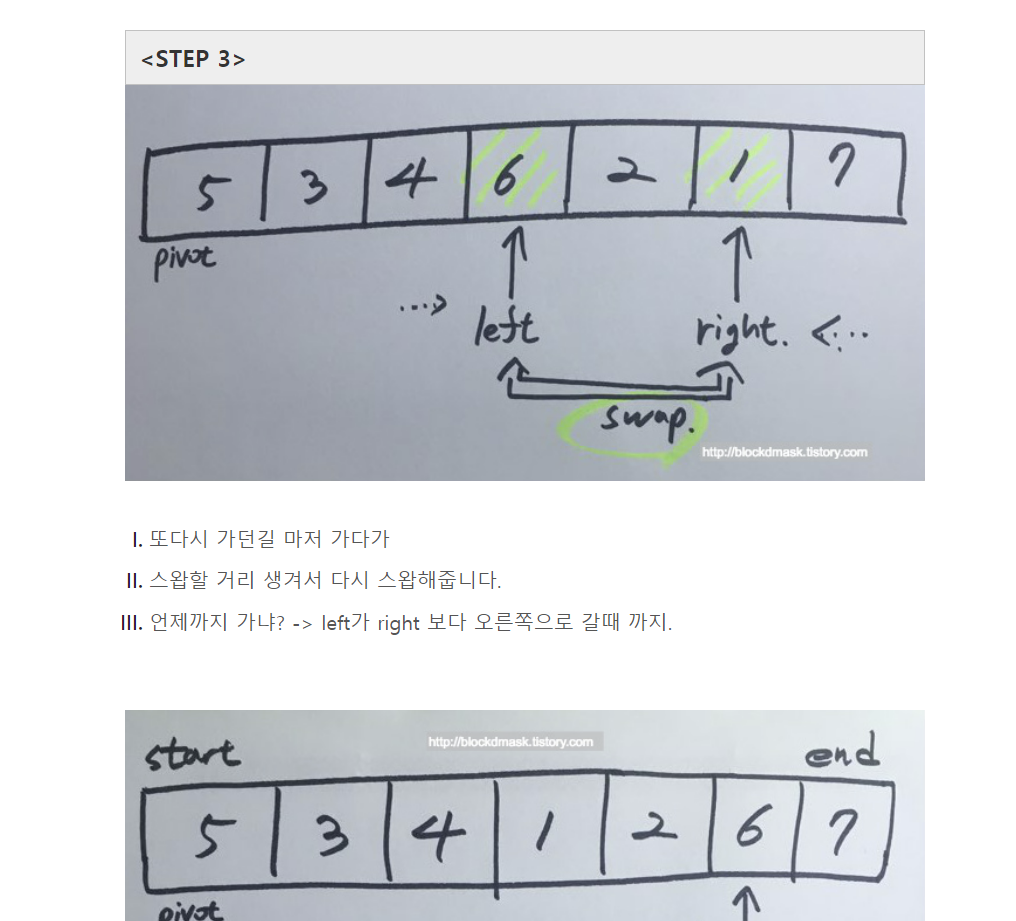 <STEP 3>
5 3 4 6 2 1 7
pivot
left right.
swap.
http://blockdmask.tistory.com
I. 또다시 가던길 마저 가다가
II. 스왑할 거리 생겨서 다시 스왑해줍니다.
III. 언제까지 가냐? -> left가 right 보다 오른쪽으로 갈때 까지.
http://blockdmask.tistory.com
start end
5 3 4 1 2 6 7
pivot